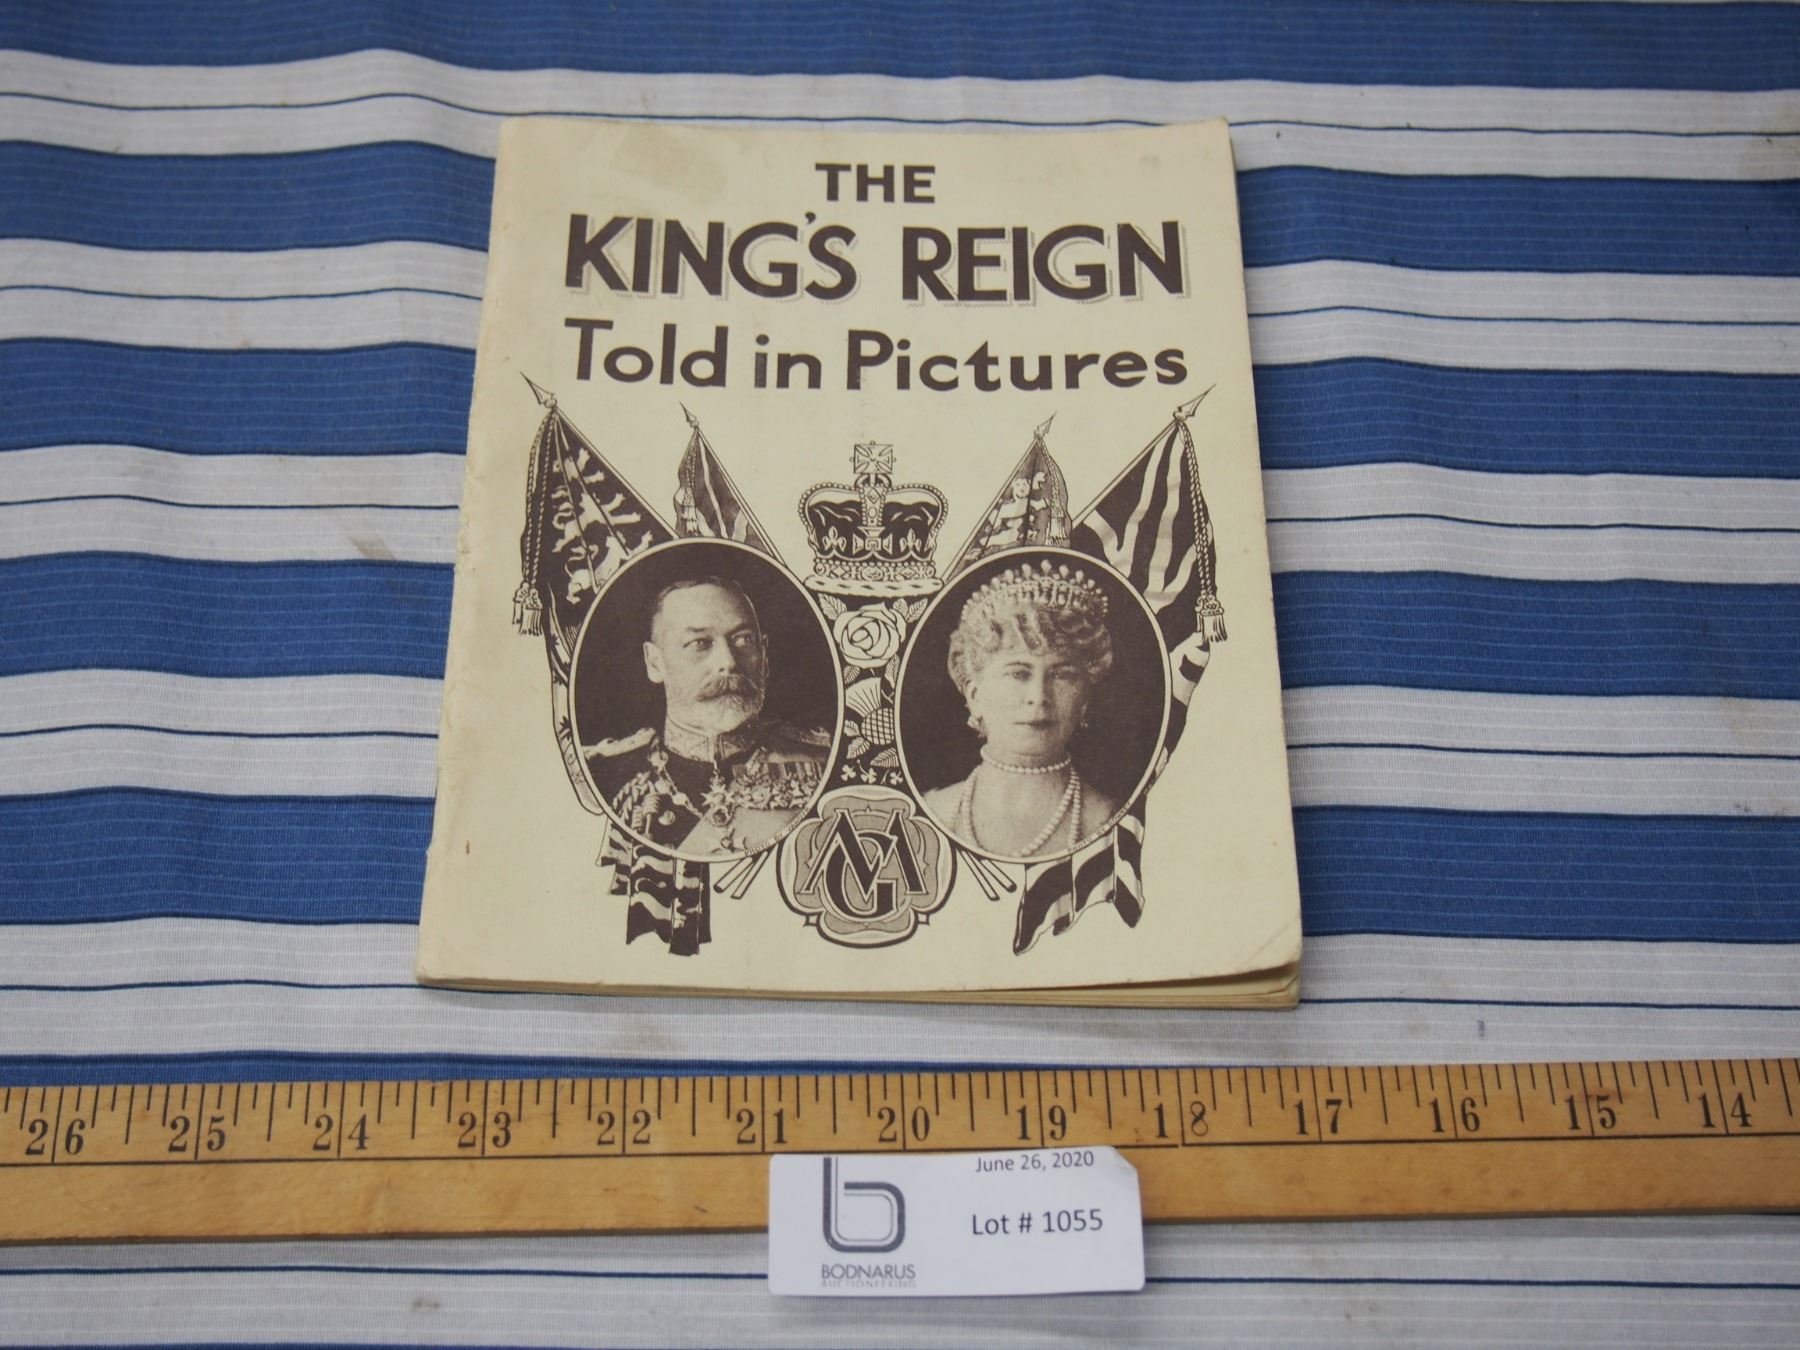 THE
KING'S REIGN
Told in Pictures
GM
26 25 24 23 22 21 20 19 18 17 16 15 14
June 26, 2020
Lot # 1055
b
BODNARUS
AUCTIONEERING